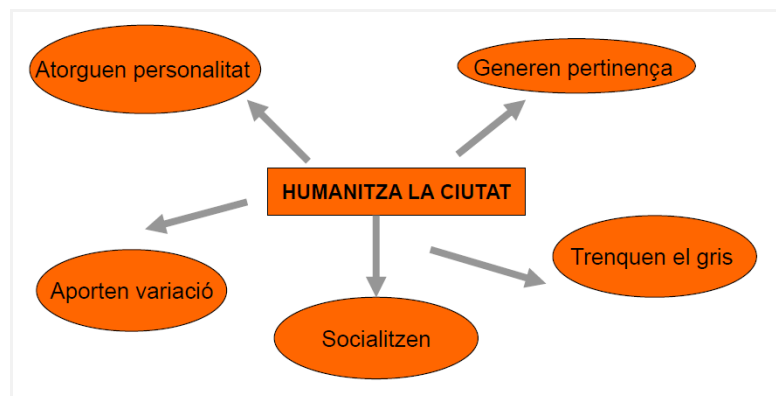 Atorguen personalitat
Generen pertinença
HUMANITZA LA CIUTAT
Trenquen el gris
Aporten variació
Socialitzen